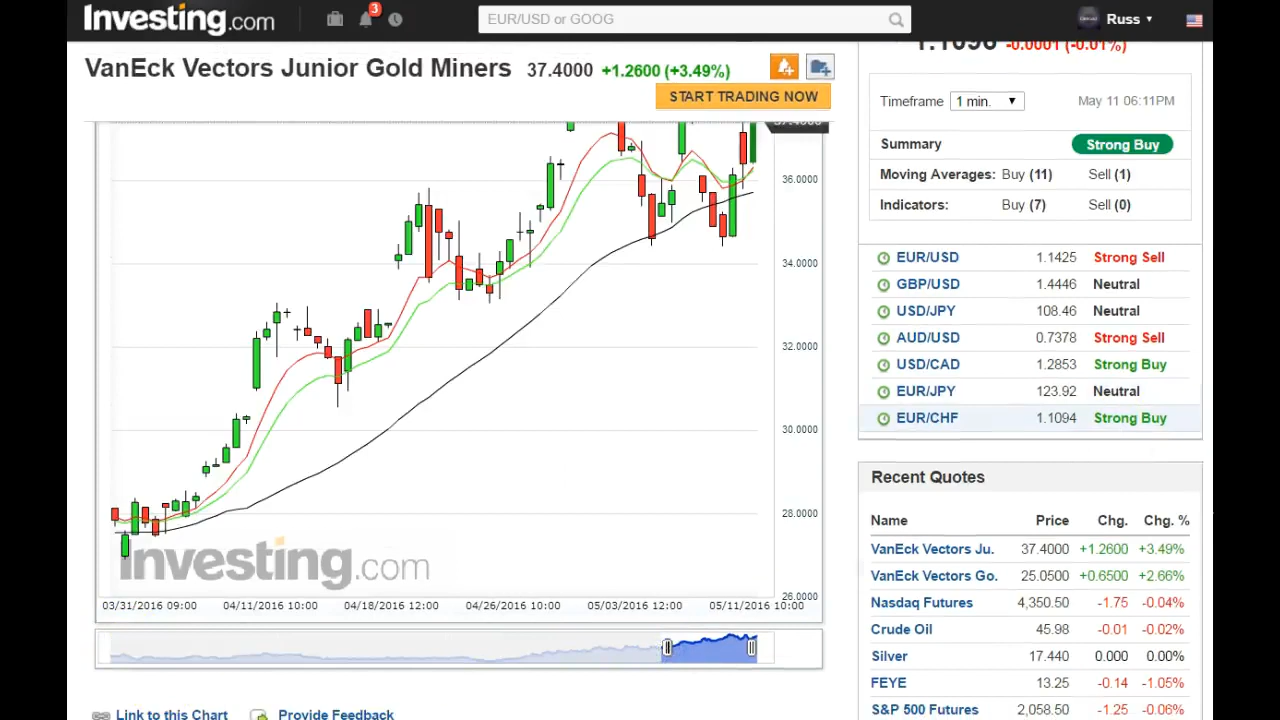 Investing.com
3
EUR/USD or GOOG
Russ
VanEck Vectors Junior Gold Miners 37.4000 +1.2600 (+3.49%)
START TRADING NOW
37.4000
36.0000
34.0000
32.0000
30.0000
28.0000
26.0000
Investing.com
03/31/2016 09:00 04/11/2016 10:00 04/18/2016 12:00 04/26/2016 10:00 05/03/2016 12:00 05/11/2016 10:00
Link to this Chart Provide Feedback
1.1096 -0.0001 (-0.01%)
Timeframe 1 min. May 11 06:11PM
Summary Strong Buy
Moving Averages: Buy (11) Sell (1)
Indicators: Buy (7) Sell (0)
EUR/USD 1.1425 Strong Sell
GBP/USD 1.4446 Neutral
USD/JPY 108.46 Neutral
AUD/USD 0.7378 Strong Sell
USD/CAD 1.2853 Strong Buy
EUR/JPY 123.92 Neutral
EUR/CHF 1.1094 Strong Buy
Recent Quotes
Name Price Chg. Chg. %
VanEck Vectors Ju. 37.4000 +1.2600 +3.49%
VanEck Vectors Go. 25.0500 +0.6500 +2.66%
Nasdaq Futures 4,350.50 -1.75 -0.04%
Crude Oil 45.98 -0.01 -0.02%
Silver 17.440 0.000 0.00%
FEYE 13.25 -0.14 -1.05%
S&P 500 Futures 2,058.50 -1.25 -0.06%